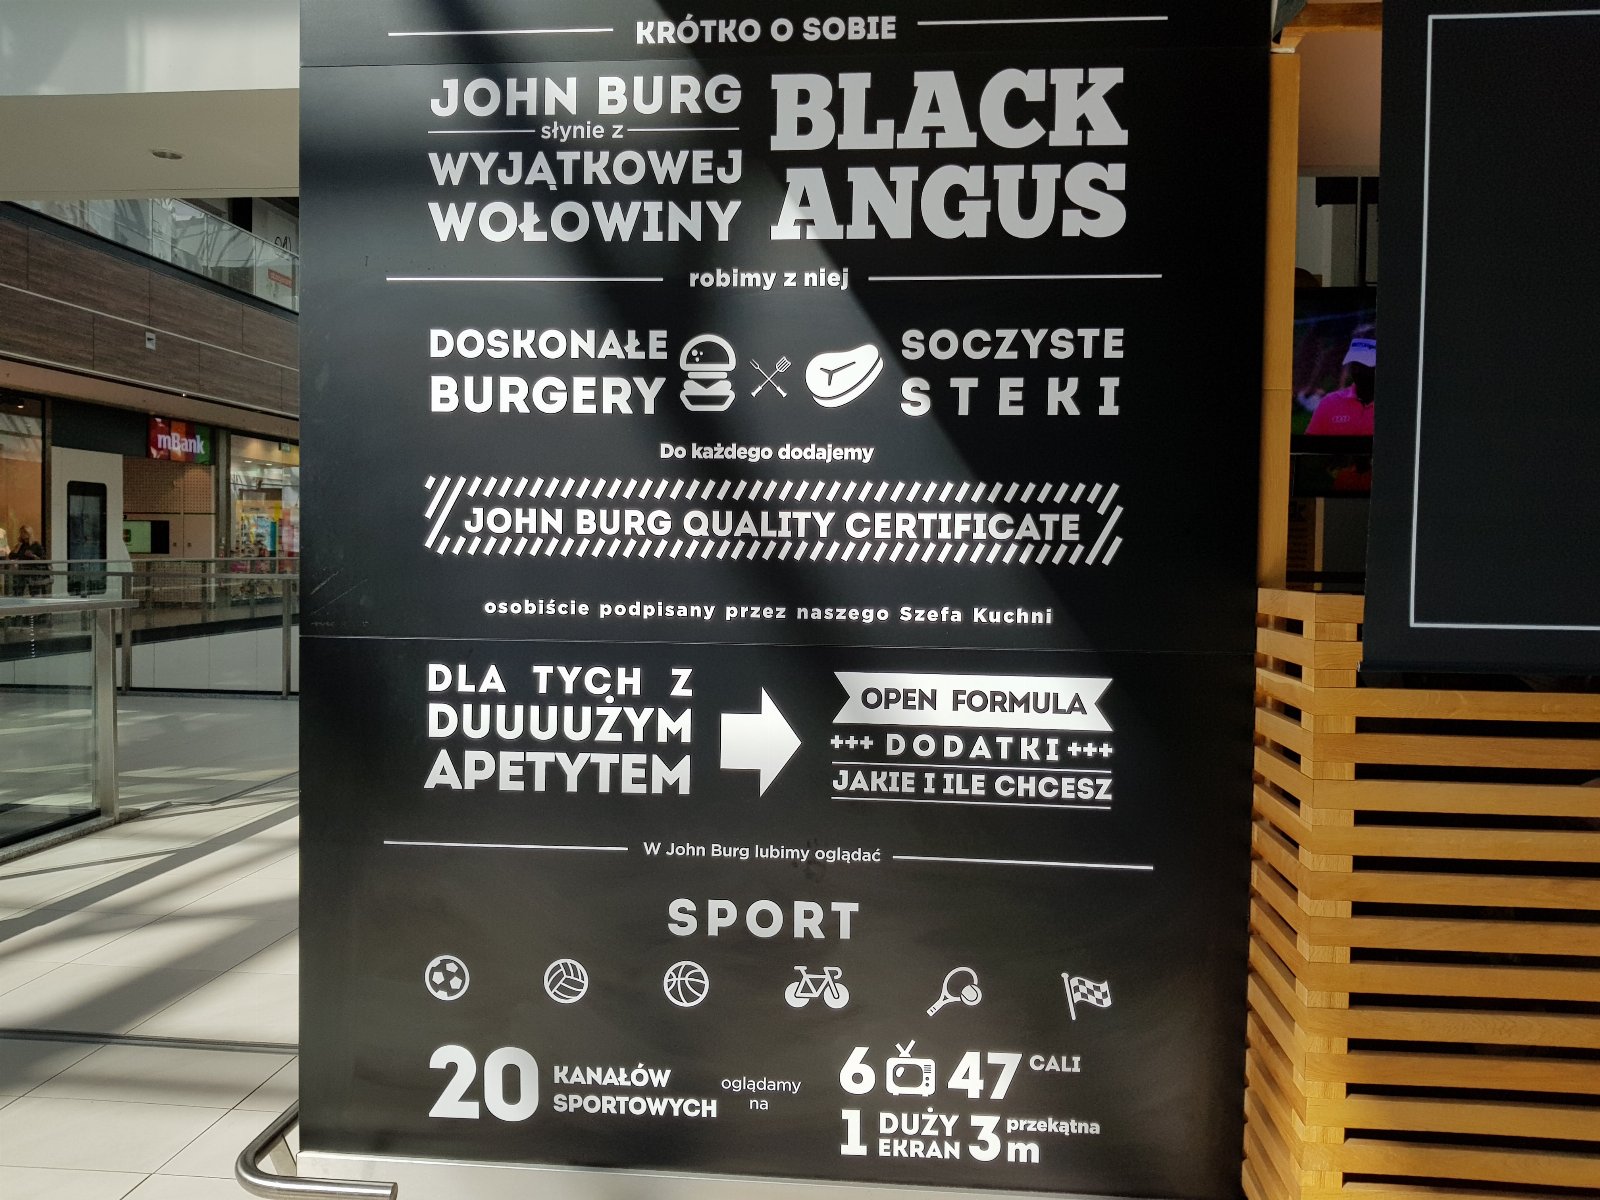 KRÓTKO O SOBIE
JOHN BURG
słynie z
WYJĄTKOWEJ
WOŁOWINY
BLACK
ANGUS
robimy z niej
DOSKONAŁE
BURGERY
SOCZYSTE
STEKI
Do każdego dodajemy
JOHN BURG QUALITY CERTIFICATE
osobiście podpisany przez naszego Szefa Kuchni
DLA TYCH Z
DUUUUŻYM
APETYTEM
OPEN FORMULA
+++ DODATKI +++
JAKIE I ILE CHCESZ
W John Burg lubimy oglądać
SPORT
20 KANAŁÓW
SPORTOWYCH
oglądamy
na
6 47 CALI
1 DUŻY
EKRAN
3m przekątna
mBank